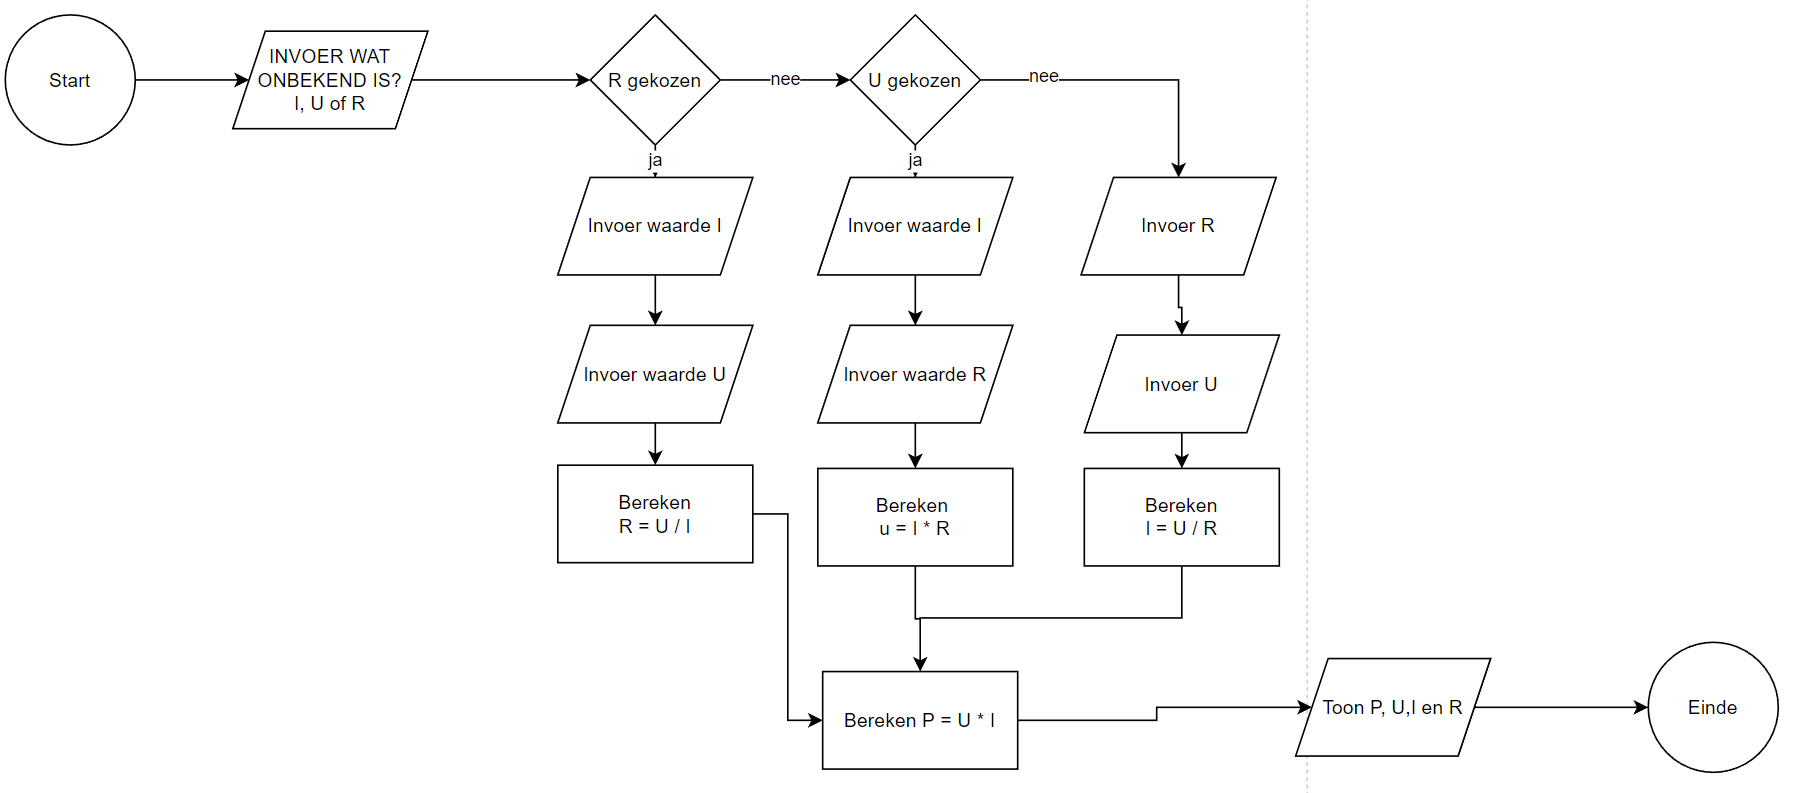 Start
INVOER WAT
ONBEKEND IS?
I, U of R
R gekozen
nee
U gekozen
nee
ja
ja
Invoer waarde I
Invoer waarde I
Invoer R
Invoer waarde U
Invoer waarde R
Invoer U
Bereken
R = U / I
Bereken
u = I * R
Bereken
I = U / R
Bereken P = U * I
Toon P, U,I en R
Einde